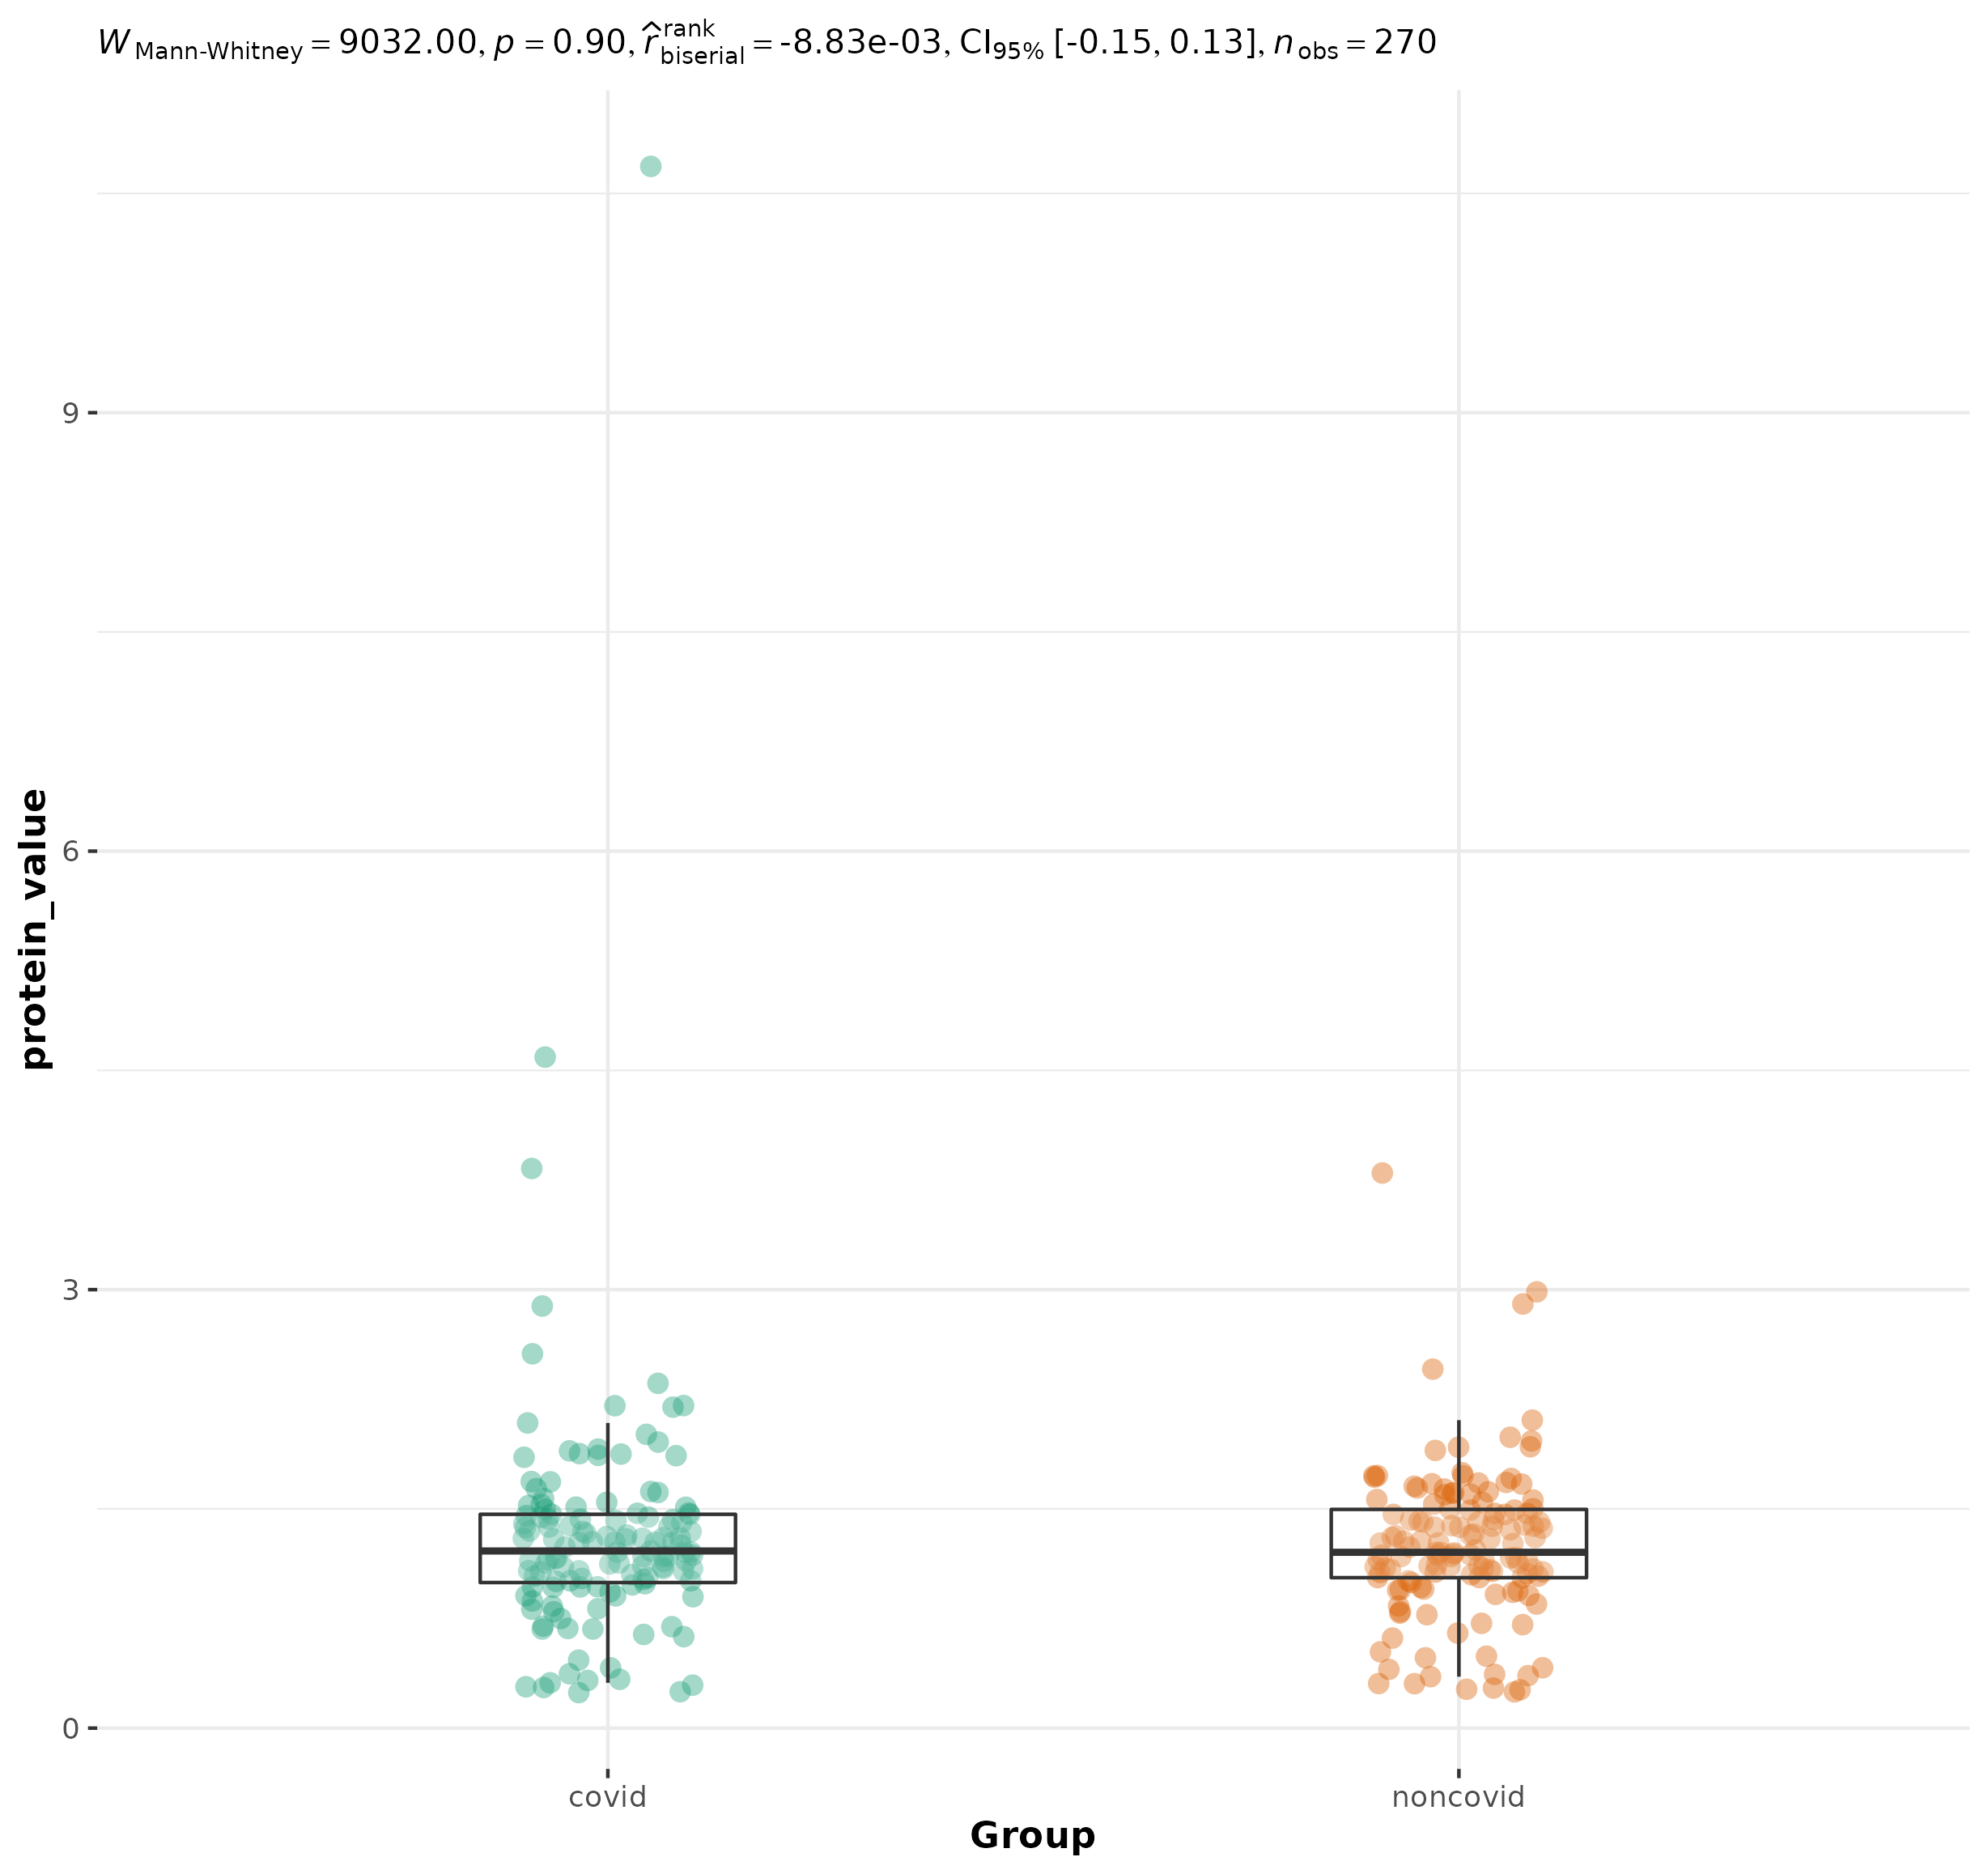 W Mann-Whitney = 9032.00, p = 0.90, r̂ rank biserial = -8.83e-03, CI95% [-0.15, 0.13], n obs = 270
9
6
3
0
protein_value
covid noncovid
Group